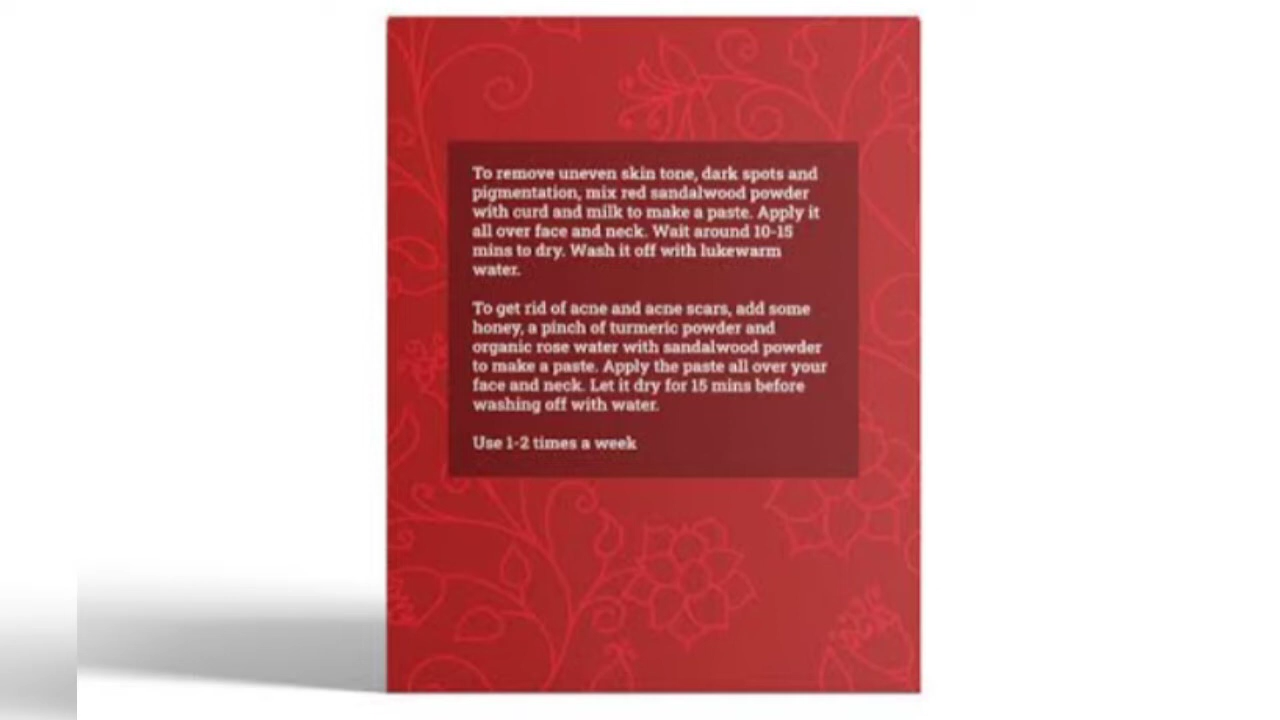 To remove uneven skin tone, dark spots and
pigmentation, mix red sandalwood powder
with curd and milk to make a paste. Apply it
all over face and neck. Wait around 10-15
mins to dry. Wash it off with lukewarm
water.
To get rid of acne and acne scars, add some
honey, a pinch of turmeric powder and
organic rose water with sandalwood powder
to make a paste. Apply the paste all over your
face and neck. Let it dry for 15 mins before
washing off with water.
Use 1-2 times a week